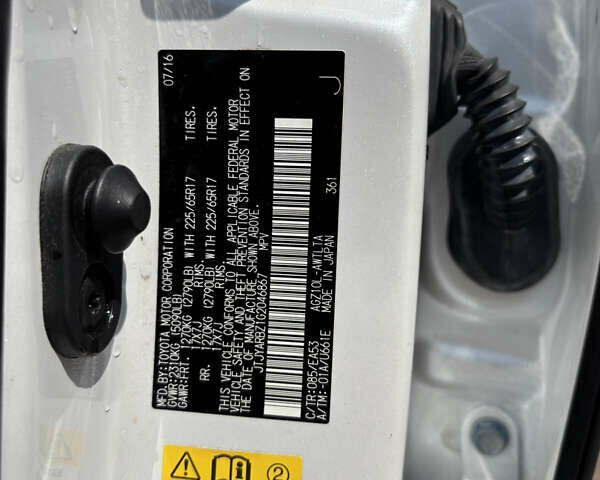 MFD.BY:TOYOTA MOTOR CORPORATION 07/16
GVWR:2310KG (5090LB)
GAWR:FRT. 1270KG (2790LB) WITH 225/65R17 TIRES.
17X7J RIMS.
RR. 1270KG (2790LB) WITH 225/65R17 TIRES.
17X7J RIMS.
THIS VEHICLE CONFORMS TO ALL APPLICABLE FEDERAL MOTOR
VEHICLE SAFETY AND THEFT PREVENTION STANDARDS IN EFFECT ON
THE DATE OF MANUFACTURE SHOWN ABOVE.
MPV
C/TR:085/EA53 AGZ10L-AWTLTA 361
A/TM:-01A/U661E MADE IN JAPAN
J
2